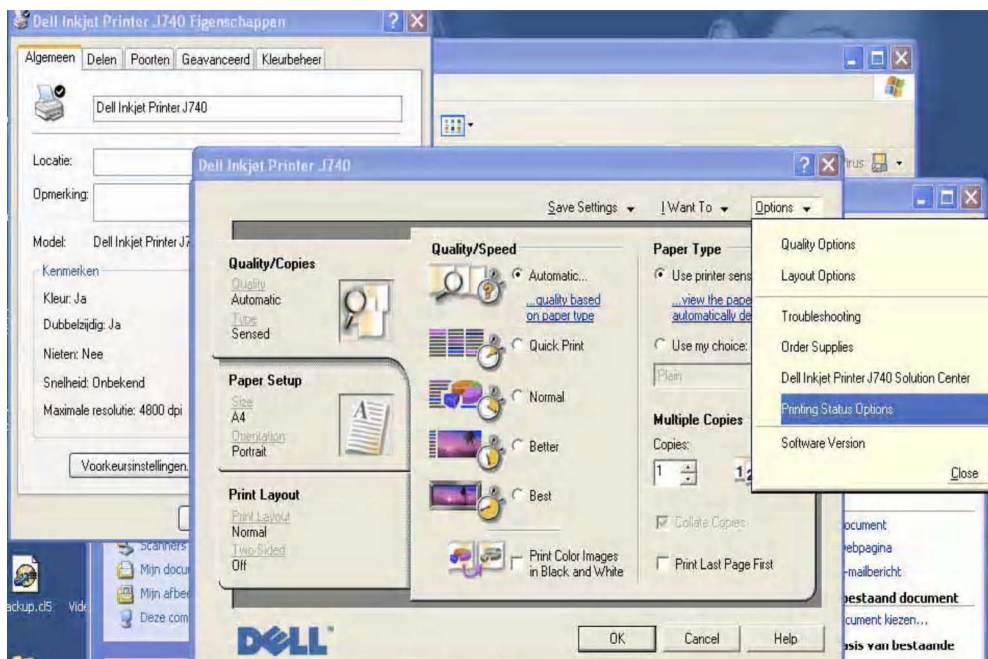 Dell Inkjet Printer J740 Eigenschappen
Algemeen Delen Poorten Geavanceerd Kleurbeheer
Dell Inkjet Printer J740
Locatie:
Opmerking:
Model: Dell Inkjet Printer J7
Kenmerken
Kleur: Ja
Dubbelzijdig: Ja
Nieten: Nee
Snelheid: Onbekend
Maximale resolutie: 4800 dpi
Voorkeursinstellingen.
Scanners
Mijn docu
Mijn afbee
Deze com
ackup.cl5 Vide
Dell Inkjet Printer J740
Save Settings I Want To Options
Quality/Copies
Quality
Automatic
Type
Sensed
Paper Setup
Size
A4
Orientation
Portrait
Print Layout
Print Layout
Normal
Two-Sided
Off
Quality/Speed
Automatic...
...quality based
on paper type
Quick Print
Normal
Better
Best
Print Color Images
in Black and White
Paper Type
Use printer sens
...view the pape
automatically de
Use my choice:
Plain
Multiple Copies
Copies:
1
Collate Copies
Print Last Page First
DELL
OK Cancel Help
Quality Options
Layout Options
Troubleshooting
Order Supplies
Dell Inkjet Printer J740 Solution Center
Printing Status Options
Software Version
Close
irus
ocument
ebpagina
-mailbericht
bestaand document
cument kiezen...
asis van bestaande